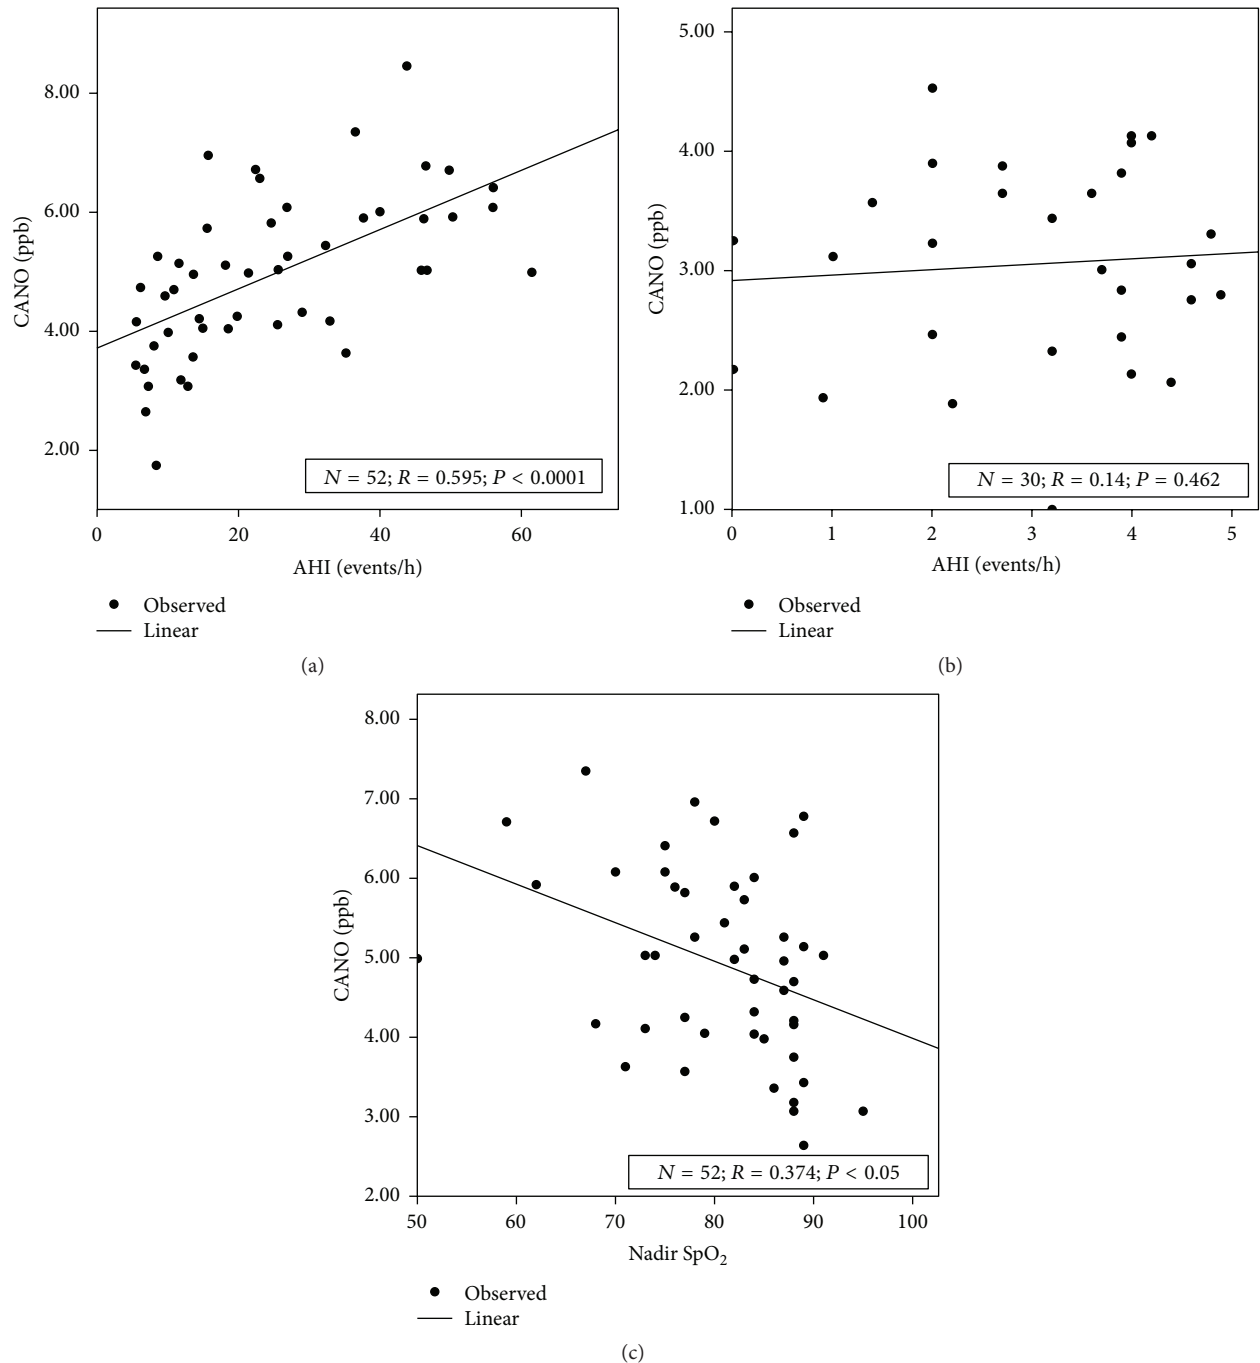 8.00
6.00
4.00
2.00
CANO (ppb)
N = 52; R = 0.595; P < 0.0001
0 20 40 60
AHI (events/h)
Observed
Linear
(a)
5.00
4.00
3.00
2.00
1.00
CANO (ppb)
N = 30; R = 0.14; P = 0.462
0 1 2 3 4 5
AHI (events/h)
Observed
Linear
(b)
8.00
7.00
6.00
5.00
4.00
3.00
2.00
CANO (ppb)
N = 52; R = 0.374; P < 0.05
50 60 70 80 90 100
Nadir SpO₂
Observed
Linear
(c)